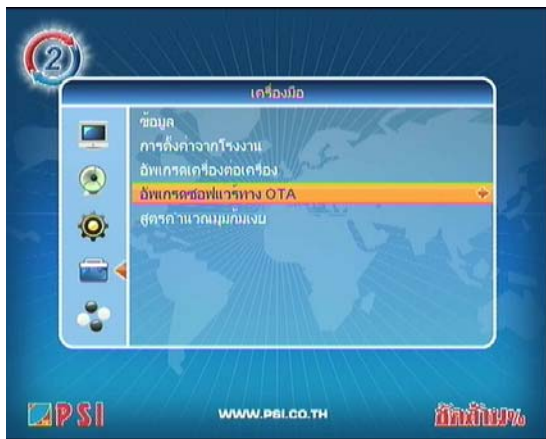 2
เครื่องมือ
ข้อมูล
การตั้งค่าจากโรงงาน
อัพเกรดเครื่องต่อเครื่อง
อัพเกรดซอฟแวร์ทาง OTA
สูตรคำนวณมุมก้มเงย
PSI
WWW.PSI.CO.TH